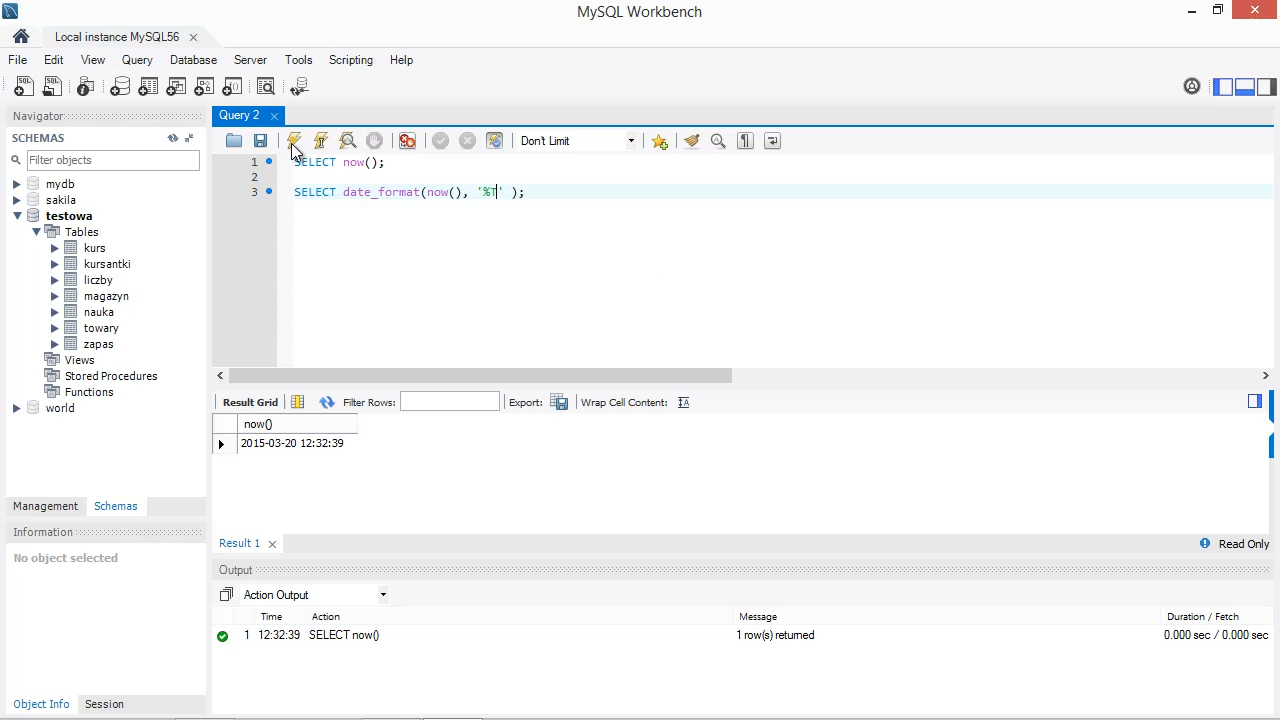 MySQL Workbench
Local instance MySQL56
File Edit View Query Database Server Tools Scripting Help
Navigator
SCHEMAS
Filter objects
mydb
sakila
testowa
Tables
kurs
kursantki
liczby
magazyn
nauka
towary
zapas
Views
Stored Procedures
Functions
world
Management Schemas
Information
No object selected
Object Info Session
Query 2
Don't Limit
1 SELECT now();
2
3 SELECT date_format(now(), '%T' );
Result Grid Filter Rows: Export: Wrap Cell Content:
now()
2015-03-20 12:32:39
Result 1 Read Only
Output
Action Output
Time Action Message Duration / Fetch
1 12:32:39 SELECT now() 1 row(s) returned 0.000 sec / 0.000 sec